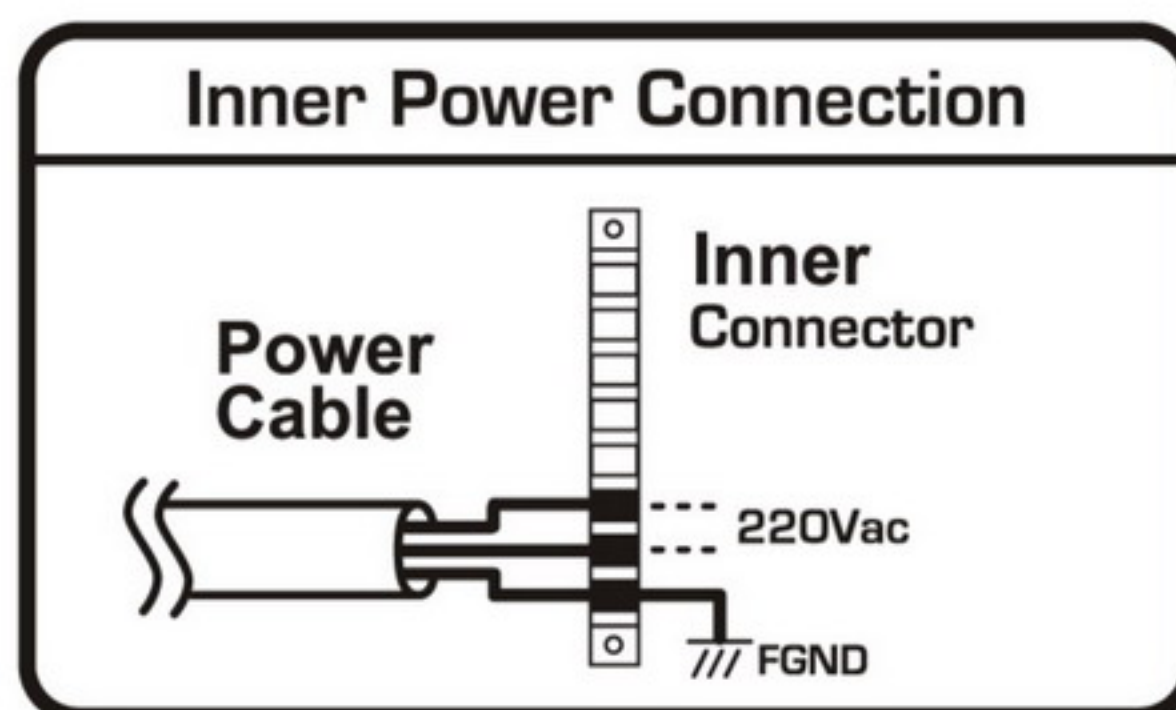 Inner Power Connection
Inner
Connector
Power
Cable
220Vac
FGND